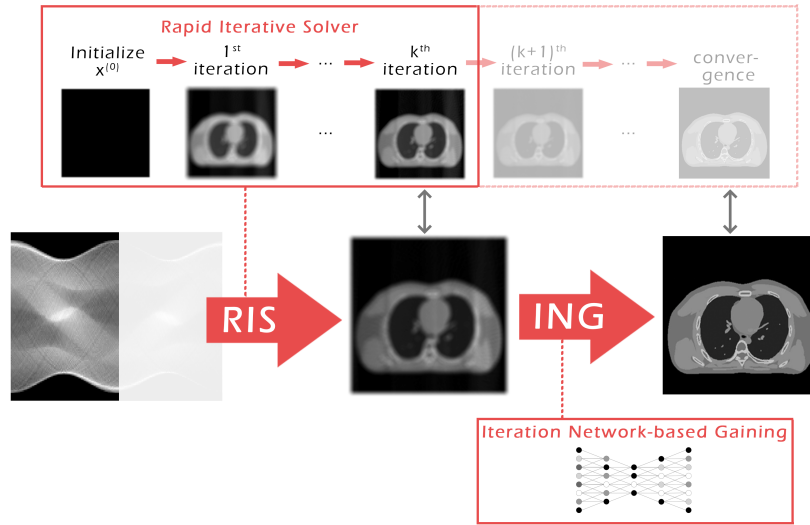 Rapid Iterative Solver
Initialize
x(0)
1st
iteration
...
kth
iteration
(k+1)th
iteration
...
conver-
gence
...
...
RIS
ING
Iteration Network-based Gaining